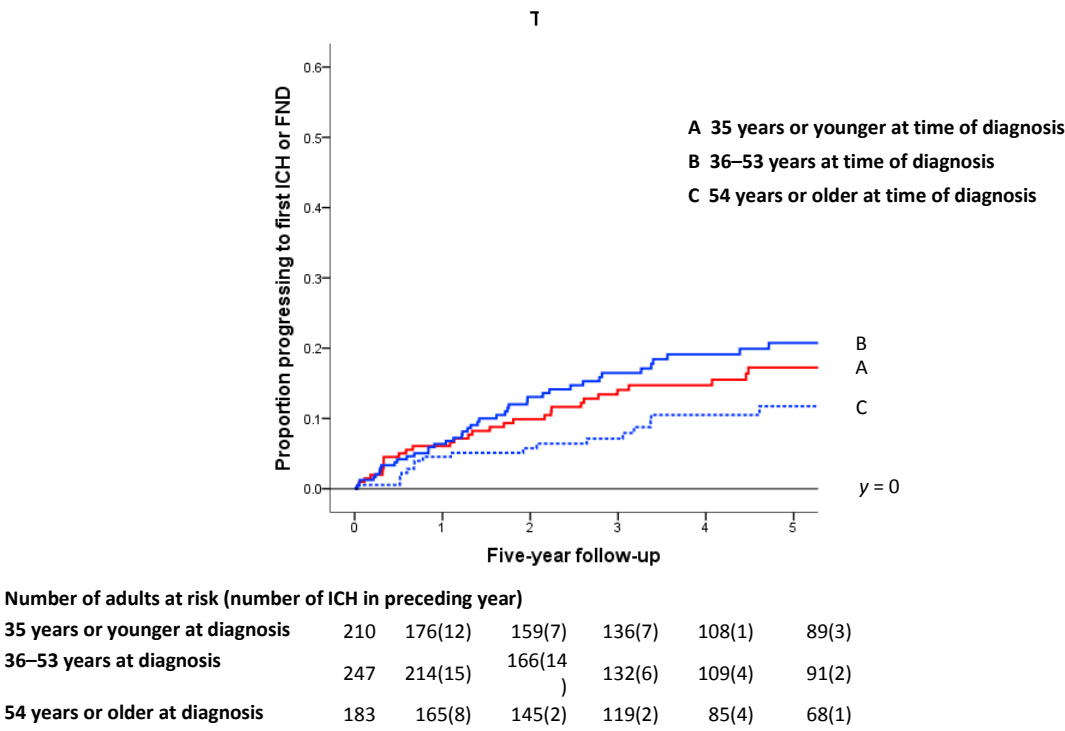 T
Proportion progressing to first ICH or FND
0.6
0.5
0.4
0.3
0.2
0.1
0.0
A 35 years or younger at time of diagnosis
B 36–53 years at time of diagnosis
C 54 years or older at time of diagnosis
B
A
C
y = 0
0 1 2 3 4 5
Five-year follow-up
Number of adults at risk (number of ICH in preceding year)
35 years or younger at diagnosis 210 176(12) 159(7) 136(7) 108(1) 89(3)
36–53 years at diagnosis 247 214(15) 166(14
) 132(6) 109(4) 91(2)
54 years or older at diagnosis 183 165(8) 145(2) 119(2) 85(4) 68(1)